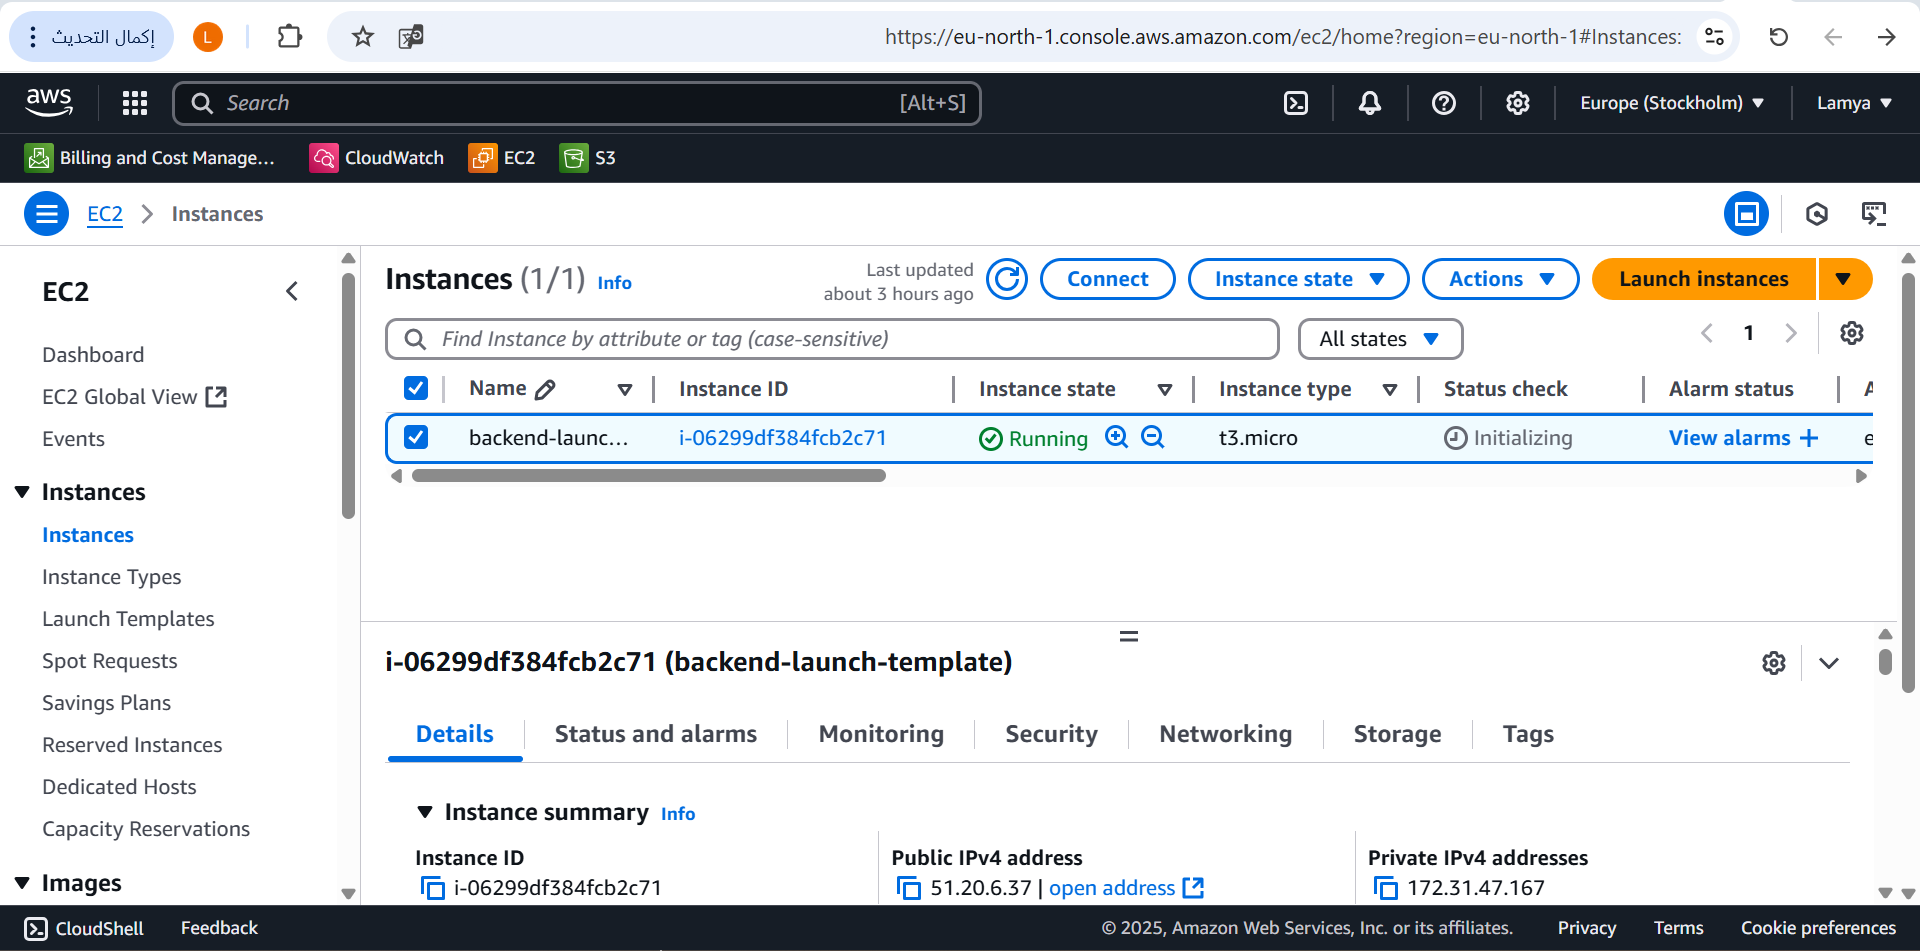 إكمال التحديث
L
https://eu-north-1.console.aws.amazon.com/ec2/home?region=eu-north-1#Instances:
aws
Search
[Alt+S]
Europe (Stockholm)
Lamya
Billing and Cost Manage...
CloudWatch
EC2
S3
EC2
Instances
EC2
Dashboard
EC2 Global View
Events
Instances
Instances
Instance Types
Launch Templates
Spot Requests
Savings Plans
Reserved Instances
Dedicated Hosts
Capacity Reservations
Images
Instances (1/1) Info
Last updated
about 3 hours ago
Connect
Instance state
Actions
Launch instances
Find Instance by attribute or tag (case-sensitive)
All states
1
Name Instance ID Instance state Instance type Status check Alarm status A
backend-launc... i-06299df384fcb2c71 Running t3.micro Initializing View alarms + e
i-06299df384fcb2c71 (backend-launch-template)
Details Status and alarms Monitoring Security Networking Storage Tags
Instance summary Info
Instance ID
i-06299df384fcb2c71
Public IPv4 address
51.20.6.37 | open address
Private IPv4 addresses
172.31.47.167
CloudShell Feedback © 2025, Amazon Web Services, Inc. or its affiliates. Privacy Terms Cookie preferences